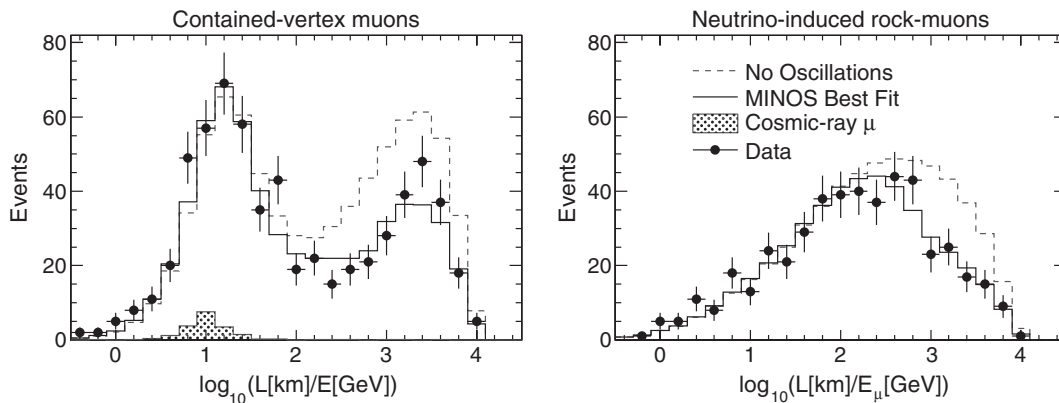 Contained-vertex muons
80
60
40
20
0
Events
0 1 2 3 4
log10(L[km]/E[GeV])
Neutrino-induced rock-muons
80
60
40
20
0
Events
No Oscillations
MINOS Best Fit
Cosmic-ray μ
Data
0 1 2 3 4
log10(L[km]/Eμ[GeV])